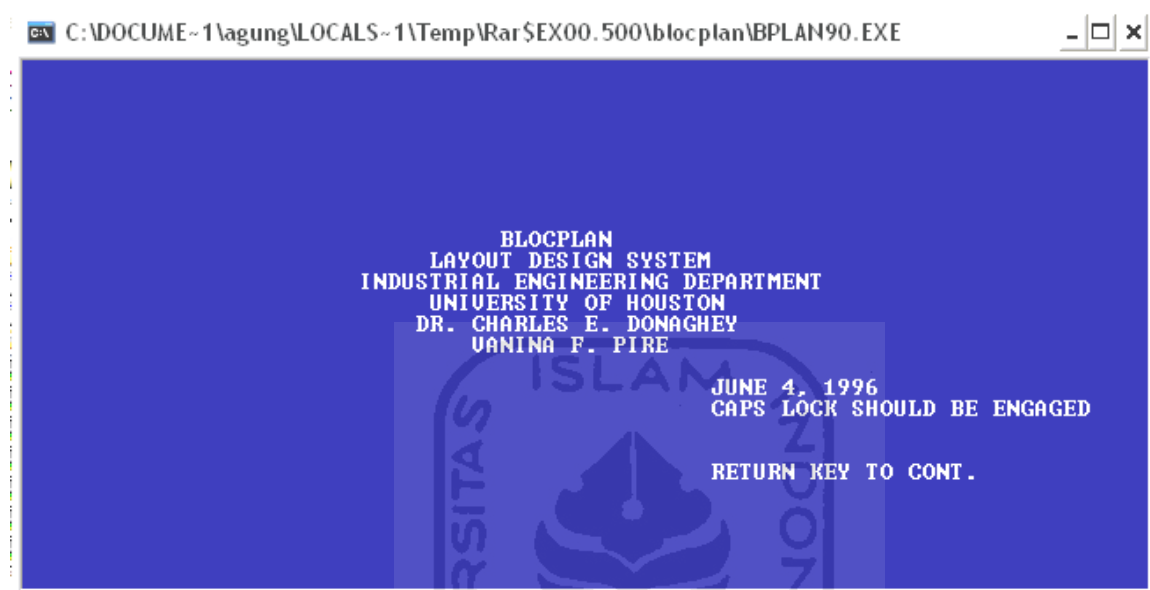 C:\DOCUME~1\agung\LOCALS~1\Temp\Rar$EX00.500\blocplan\BPLAN90.EXE
BLOCPLAN
LAYOUT DESIGN SYSTEM
INDUSTRIAL ENGINEERING DEPARTMENT
UNIVERSITY OF HOUSTON
DR. CHARLES E. DONAGHEY
VANINA F. PIRE
JUNE 4, 1996
CAPS LOCK SHOULD BE ENGAGED
RETURN KEY TO CONT.
ISLAM